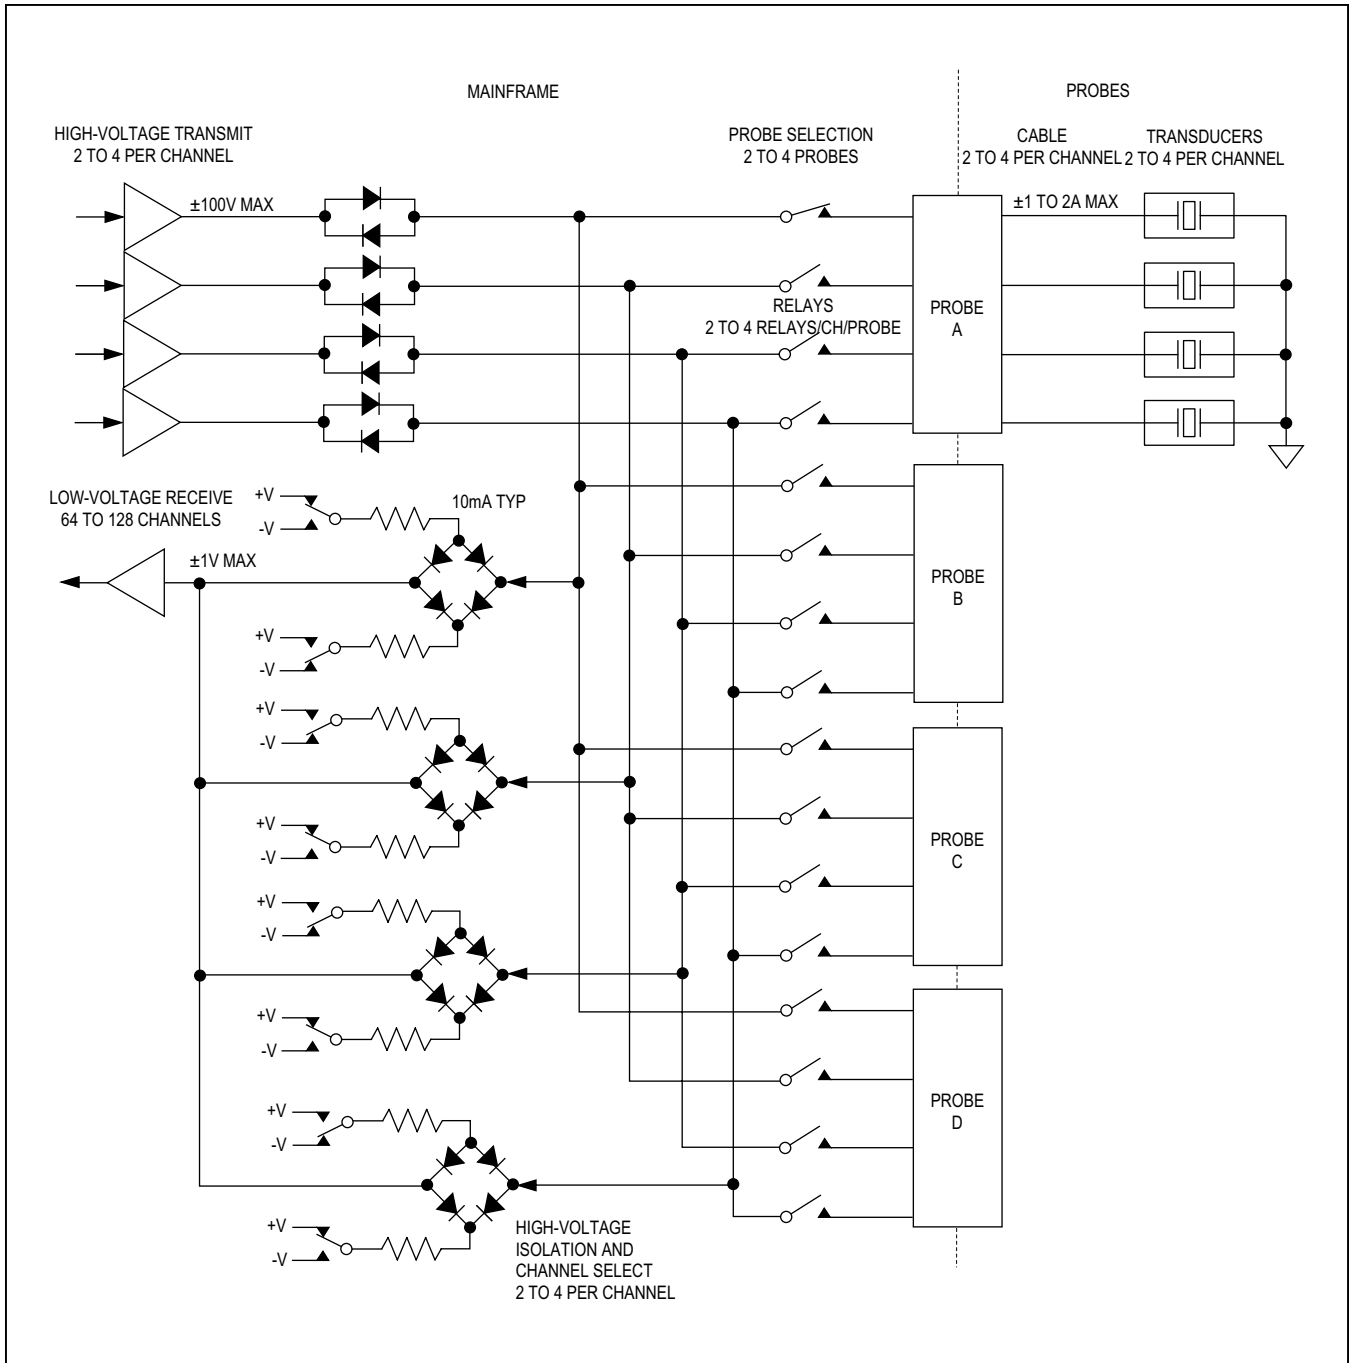 MAINFRAME
PROBES
HIGH-VOLTAGE TRANSMIT
2 TO 4 PER CHANNEL
PROBE SELECTION
2 TO 4 PROBES
CABLE
2 TO 4 PER CHANNEL
TRANSDUCERS
2 TO 4 PER CHANNEL
±100V MAX
±1 TO 2A MAX
RELAYS
2 TO 4 RELAYS/CH/PROBE
PROBE
A
LOW-VOLTAGE RECEIVE
64 TO 128 CHANNELS
+V
-V
10mA TYP
±1V MAX
PROBE
B
+V
-V
+V
-V
+V
-V
PROBE
C
+V
-V
+V
-V
PROBE
D
+V
-V
+V
-V
HIGH-VOLTAGE
ISOLATION AND
CHANNEL SELECT
2 TO 4 PER CHANNEL